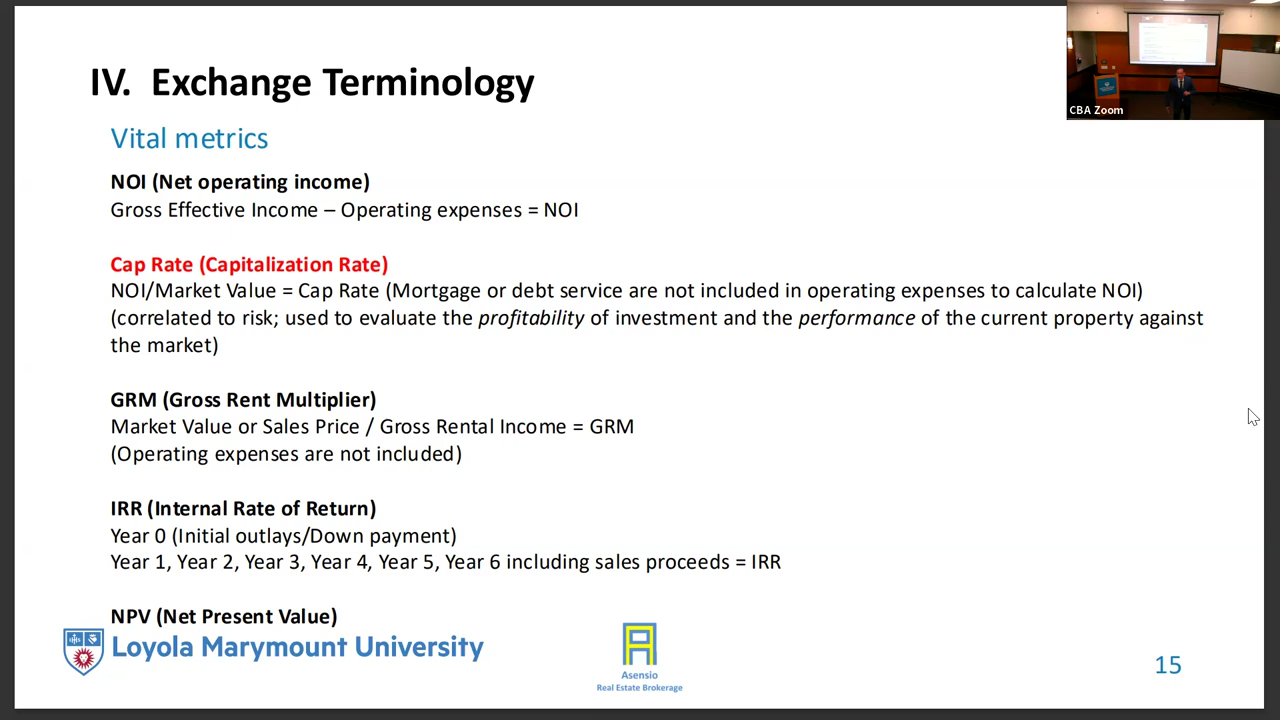 IV. Exchange Terminology
CBA Zoom
Vital metrics
NOI (Net operating income)
Gross Effective Income – Operating expenses = NOI
Cap Rate (Capitalization Rate)
NOI/Market Value = Cap Rate (Mortgage or debt service are not included in operating expenses to calculate NOI)
(correlated to risk; used to evaluate the profitability of investment and the performance of the current property against
the market)
GRM (Gross Rent Multiplier)
Market Value or Sales Price / Gross Rental Income = GRM
(Operating expenses are not included)
IRR (Internal Rate of Return)
Year 0 (Initial outlays/Down payment)
Year 1, Year 2, Year 3, Year 4, Year 5, Year 6 including sales proceeds = IRR
NPV (Net Present Value)
Loyola Marymount University
Asensio
Real Estate Brokerage
15